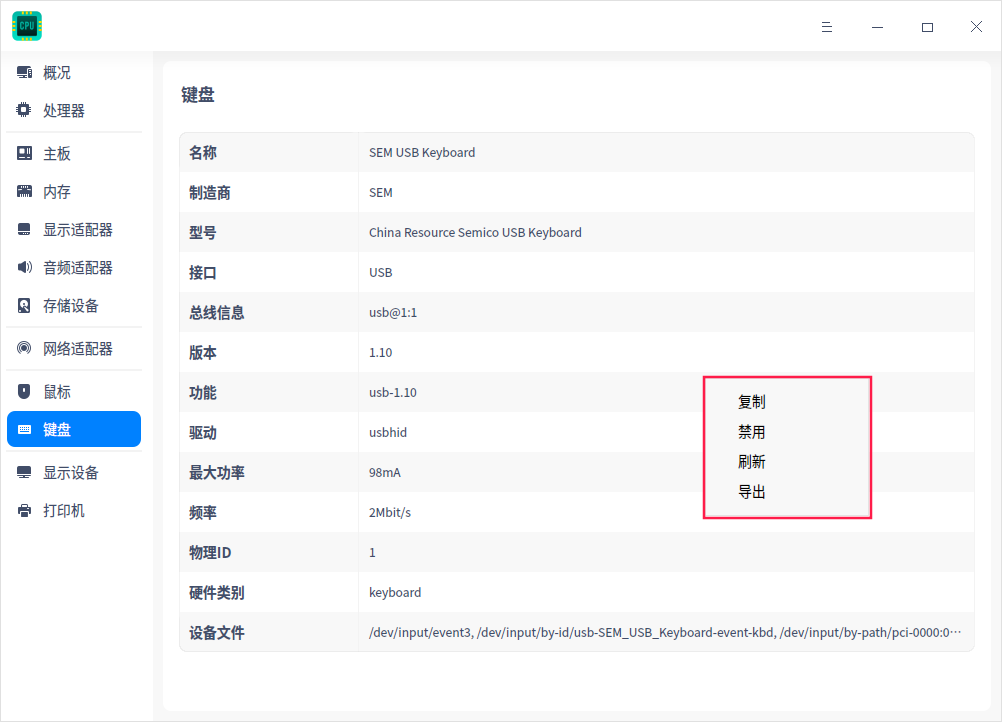 CPU
概况
处理器
主板
内存
显示适配器
音频适配器
存储设备
网络适配器
鼠标
键盘
显示设备
打印机
键盘
名称 SEM USB Keyboard
制造商 SEM
型号 China Resource Semico USB Keyboard
接口 USB
总线信息 usb@1:1
版本 1.10
功能 usb-1.10
驱动 usbhid
最大功率 98mA
频率 2Mbit/s
物理ID 1
硬件类别 keyboard
设备文件 /dev/input/event3, /dev/input/by-id/usb-SEM_USB_Keyboard-event-kbd, /dev/input/by-path/pci-0000:0···
复制
禁用
刷新
导出